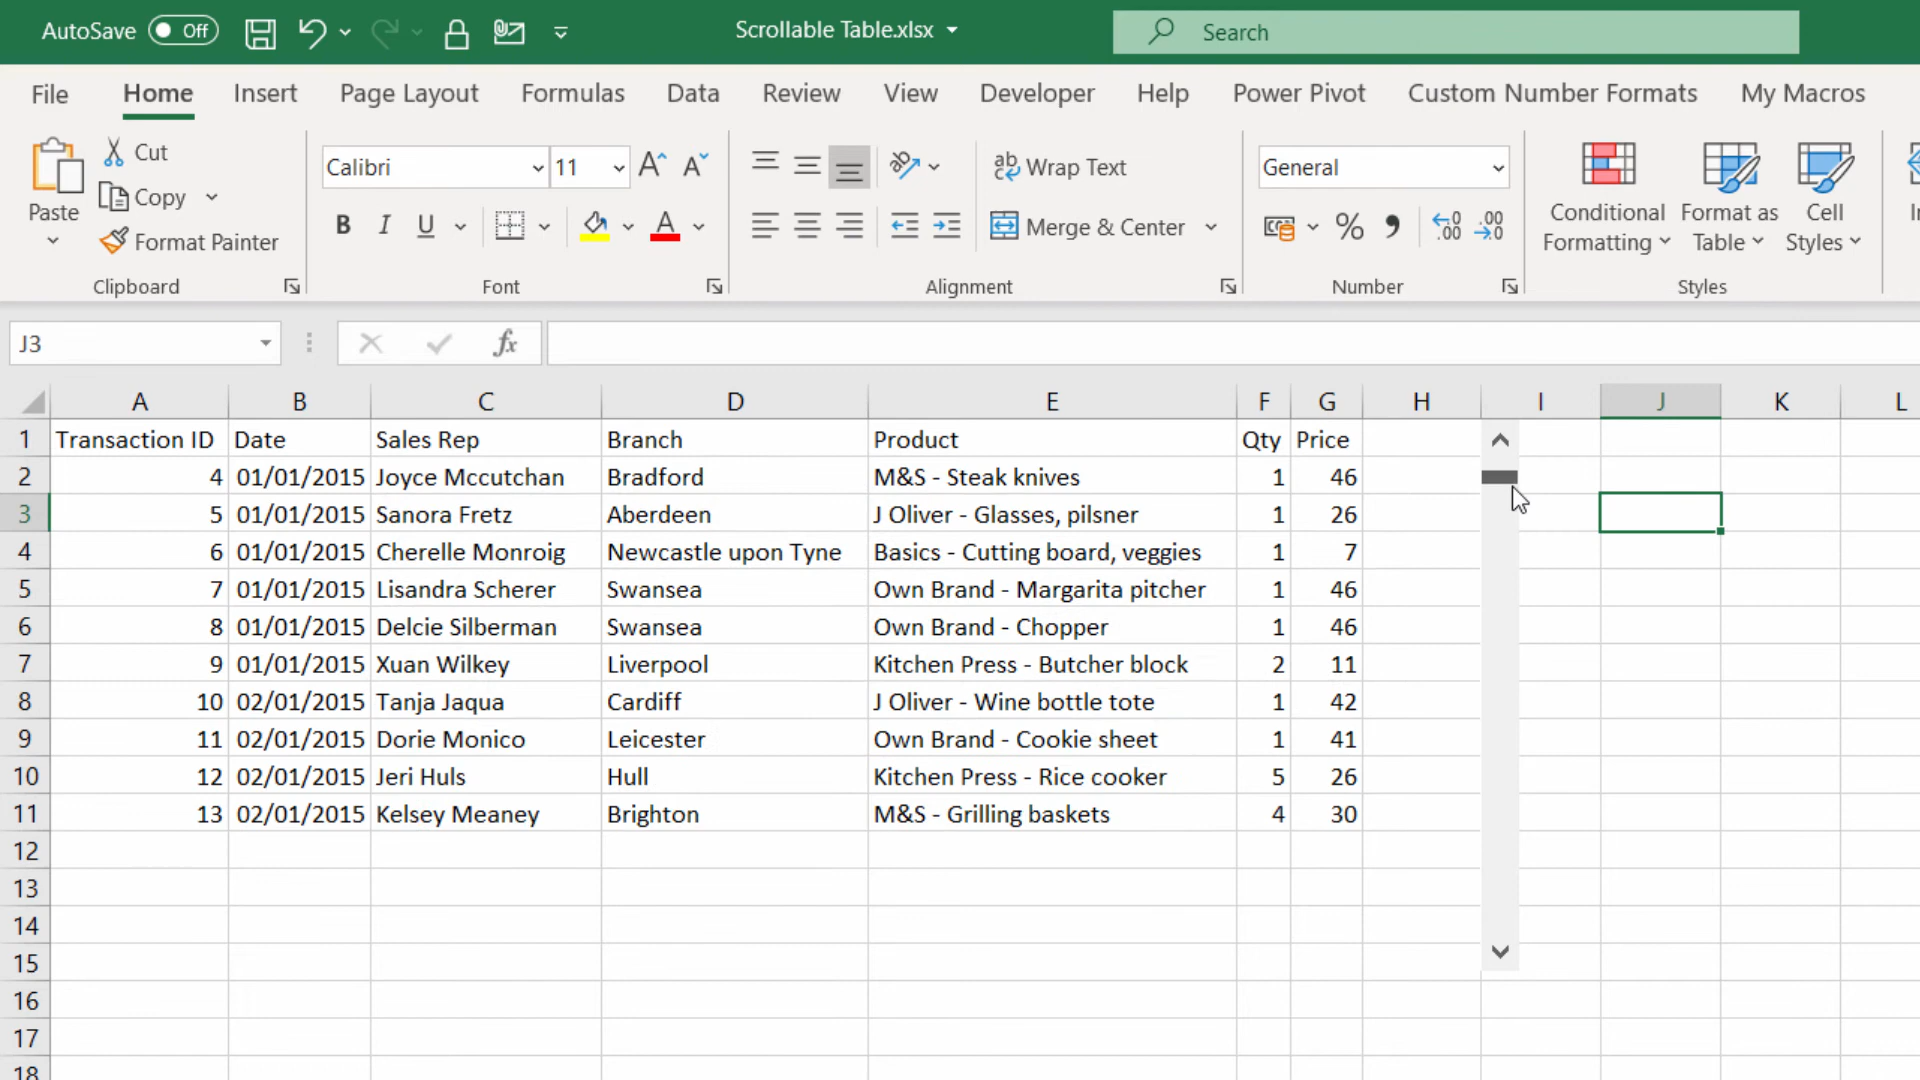 AutoSave Off Scrollable Table.xlsx Search
File Home Insert Page Layout Formulas Data Review View Developer Help Power Pivot Custom Number Formats My Macros
Paste
Cut
Copy
Format Painter
Clipboard
Calibri 11
B I U A
Font
ab Wrap Text
Merge & Center
Alignment
General
% .00 .00
Number
Conditional Formatting
Format as Table
Cell Styles
Styles
J3 fx
A B C D E F G H I J K L
1 Transaction ID Date Sales Rep Branch Product Qty Price
2 4 01/01/2015 Joyce Mccutchan Bradford M&S - Steak knives 1 46
3 5 01/01/2015 Sanora Fretz Aberdeen J Oliver - Glasses, pilsner 1 26
4 6 01/01/2015 Cherelle Monroig Newcastle upon Tyne Basics - Cutting board, veggies 1 7
5 7 01/01/2015 Lisandra Scherer Swansea Own Brand - Margarita pitcher 1 46
6 8 01/01/2015 Delcie Silberman Swansea Own Brand - Chopper 1 46
7 9 01/01/2015 Xuan Wilkey Liverpool Kitchen Press - Butcher block 2 11
8 10 02/01/2015 Tanja Jaqua Cardiff J Oliver - Wine bottle tote 1 42
9 11 02/01/2015 Dorie Monico Leicester Own Brand - Cookie sheet 1 41
10 12 02/01/2015 Jeri Huls Hull Kitchen Press - Rice cooker 5 26
11 13 02/01/2015 Kelsey Meaney Brighton M&S - Grilling baskets 4 30
12
13
14
15
16
17
18